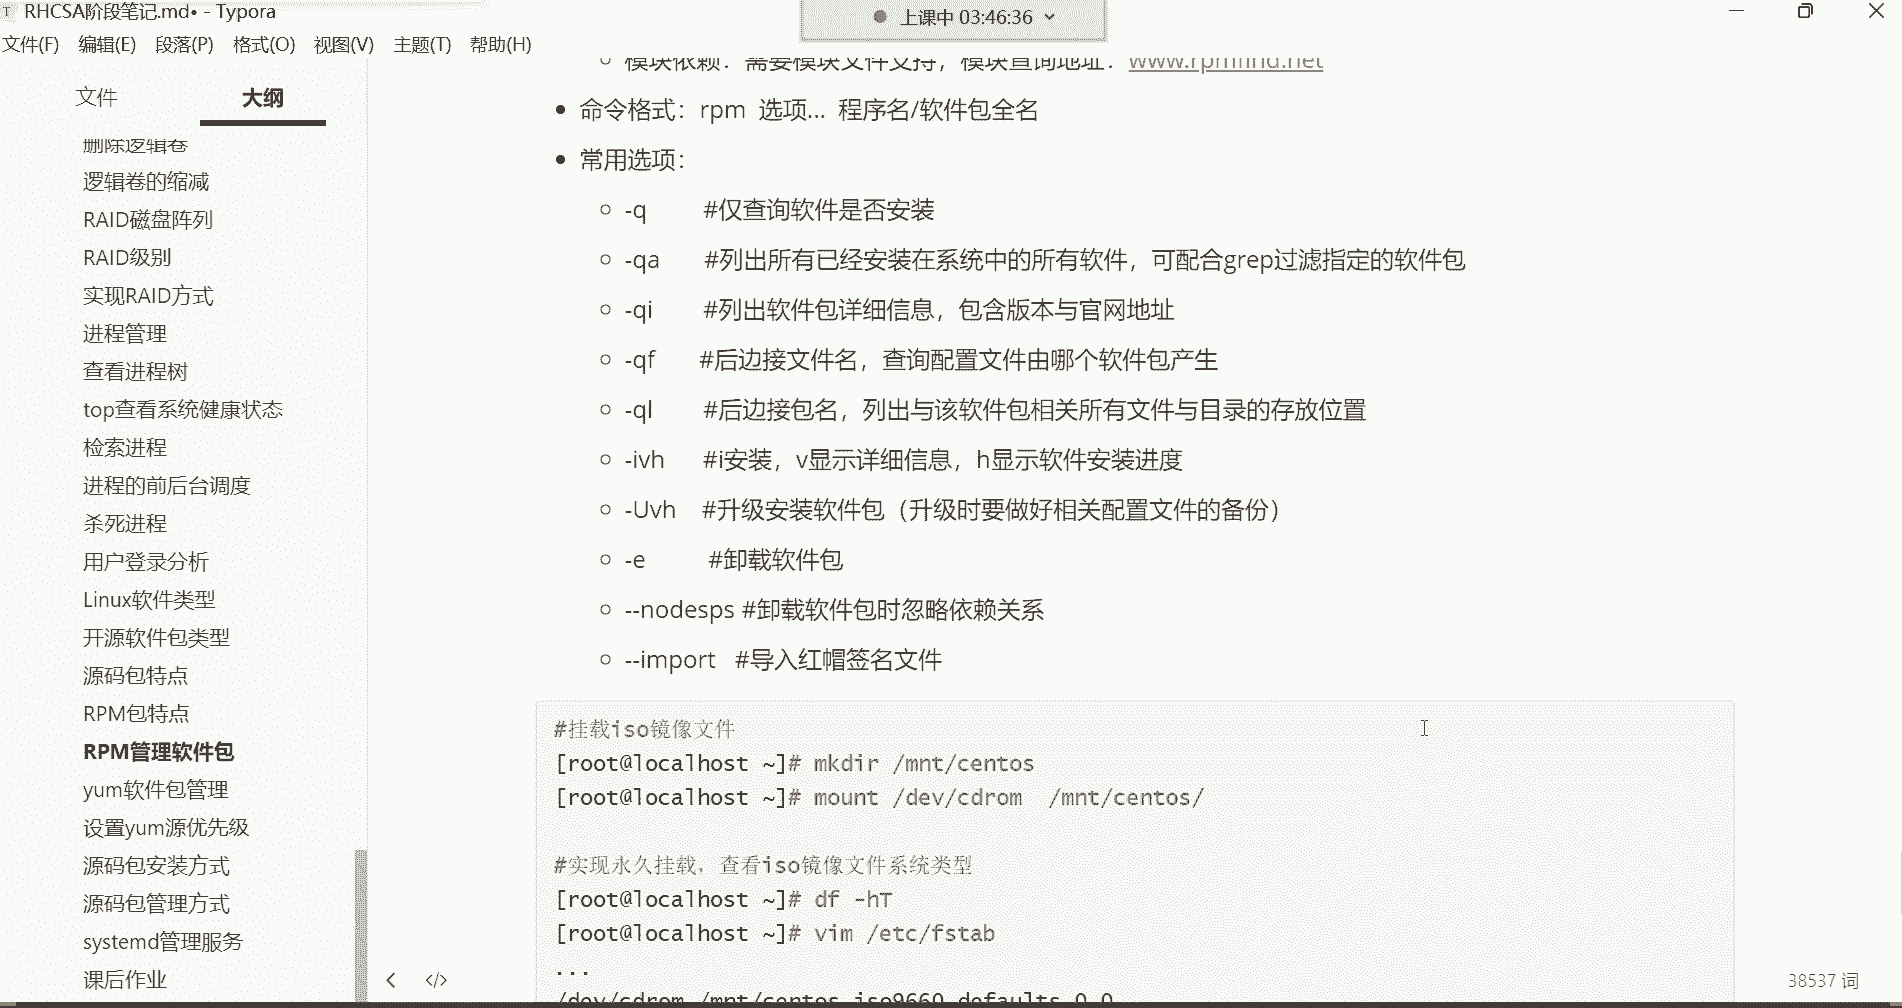 RHCSA阶段笔记.md• - Typora
上课中 03:46:36
文件(F) 编辑(E) 段落(P) 格式(O) 视图(V) 主题(T) 帮助(H)
文件 大纲
删除逻辑卷
逻辑卷的缩减
RAID磁盘阵列
RAID级别
实现RAID方式
进程管理
查看进程树
top查看系统健康状态
检索进程
进程的前后台调度
杀死进程
用户登录分析
Linux软件类型
开源软件包类型
源码包特点
RPM包特点
RPM管理软件包
yum软件包管理
设置yum源优先级
源码包安装方式
源码包管理方式
systemd管理服务
课后作业
模块依赖：需要模块文件支持，模块查询地址：www.rpmfind.net
命令格式：rpm 选项... 程序名/软件包全名
常用选项：
-q #仅查询软件是否安装
-qa #列出所有已经安装在系统中的所有软件，可配合grep过滤指定的软件包
-qi #列出软件包详细信息，包含版本与官网地址
-qf #后边接文件名，查询配置文件由哪个软件包产生
-ql #后边接包名，列出与该软件包相关所有文件与目录的存放位置
-ivh #i安装，v显示详细信息，h显示软件安装进度
-Uvh #升级安装软件包（升级时要做好相关配置文件的备份）
-e #卸载软件包
--nodesps #卸载软件包时忽略依赖关系
--import #导入红帽签名文件
#挂载iso镜像文件
[root@localhost ~]# mkdir /mnt/centos
[root@localhost ~]# mount /dev/cdrom /mnt/centos/
#实现永久挂载，查看iso镜像文件系统类型
[root@localhost ~]# df -hT
[root@localhost ~]# vim /etc/fstab
...
/dev/cdrom /mnt/centos iso9660 defaults 0 0
38537 词